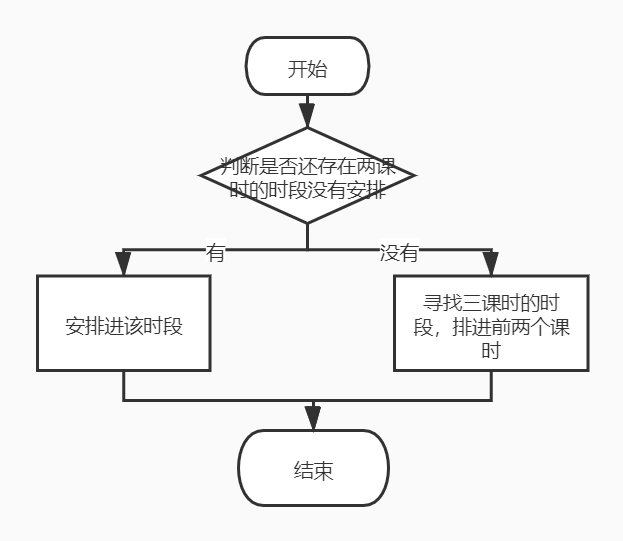 开始
判断是否还存在两课
时的时段没有安排
有
没有
安排进该时段
寻找三课时的时
段，排进前两个课
时
结束